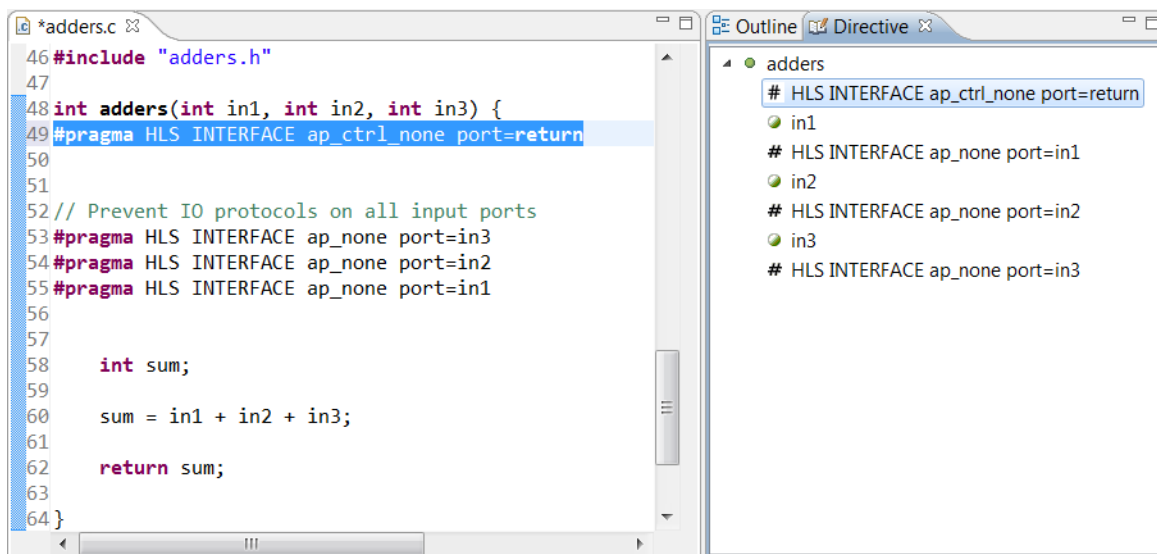 *adders.c
46 #include "adders.h"
47
48 int adders(int in1, int in2, int in3) {
49 #pragma HLS INTERFACE ap_ctrl_none port=return
50
51
52 // Prevent IO protocols on all input ports
53 #pragma HLS INTERFACE ap_none port=in3
54 #pragma HLS INTERFACE ap_none port=in2
55 #pragma HLS INTERFACE ap_none port=in1
56
57
58 int sum;
59
60 sum = in1 + in2 + in3;
61
62 return sum;
63
64 }
Outline Directive
adders
# HLS INTERFACE ap_ctrl_none port=return
in1
# HLS INTERFACE ap_none port=in1
in2
# HLS INTERFACE ap_none port=in2
in3
# HLS INTERFACE ap_none port=in3